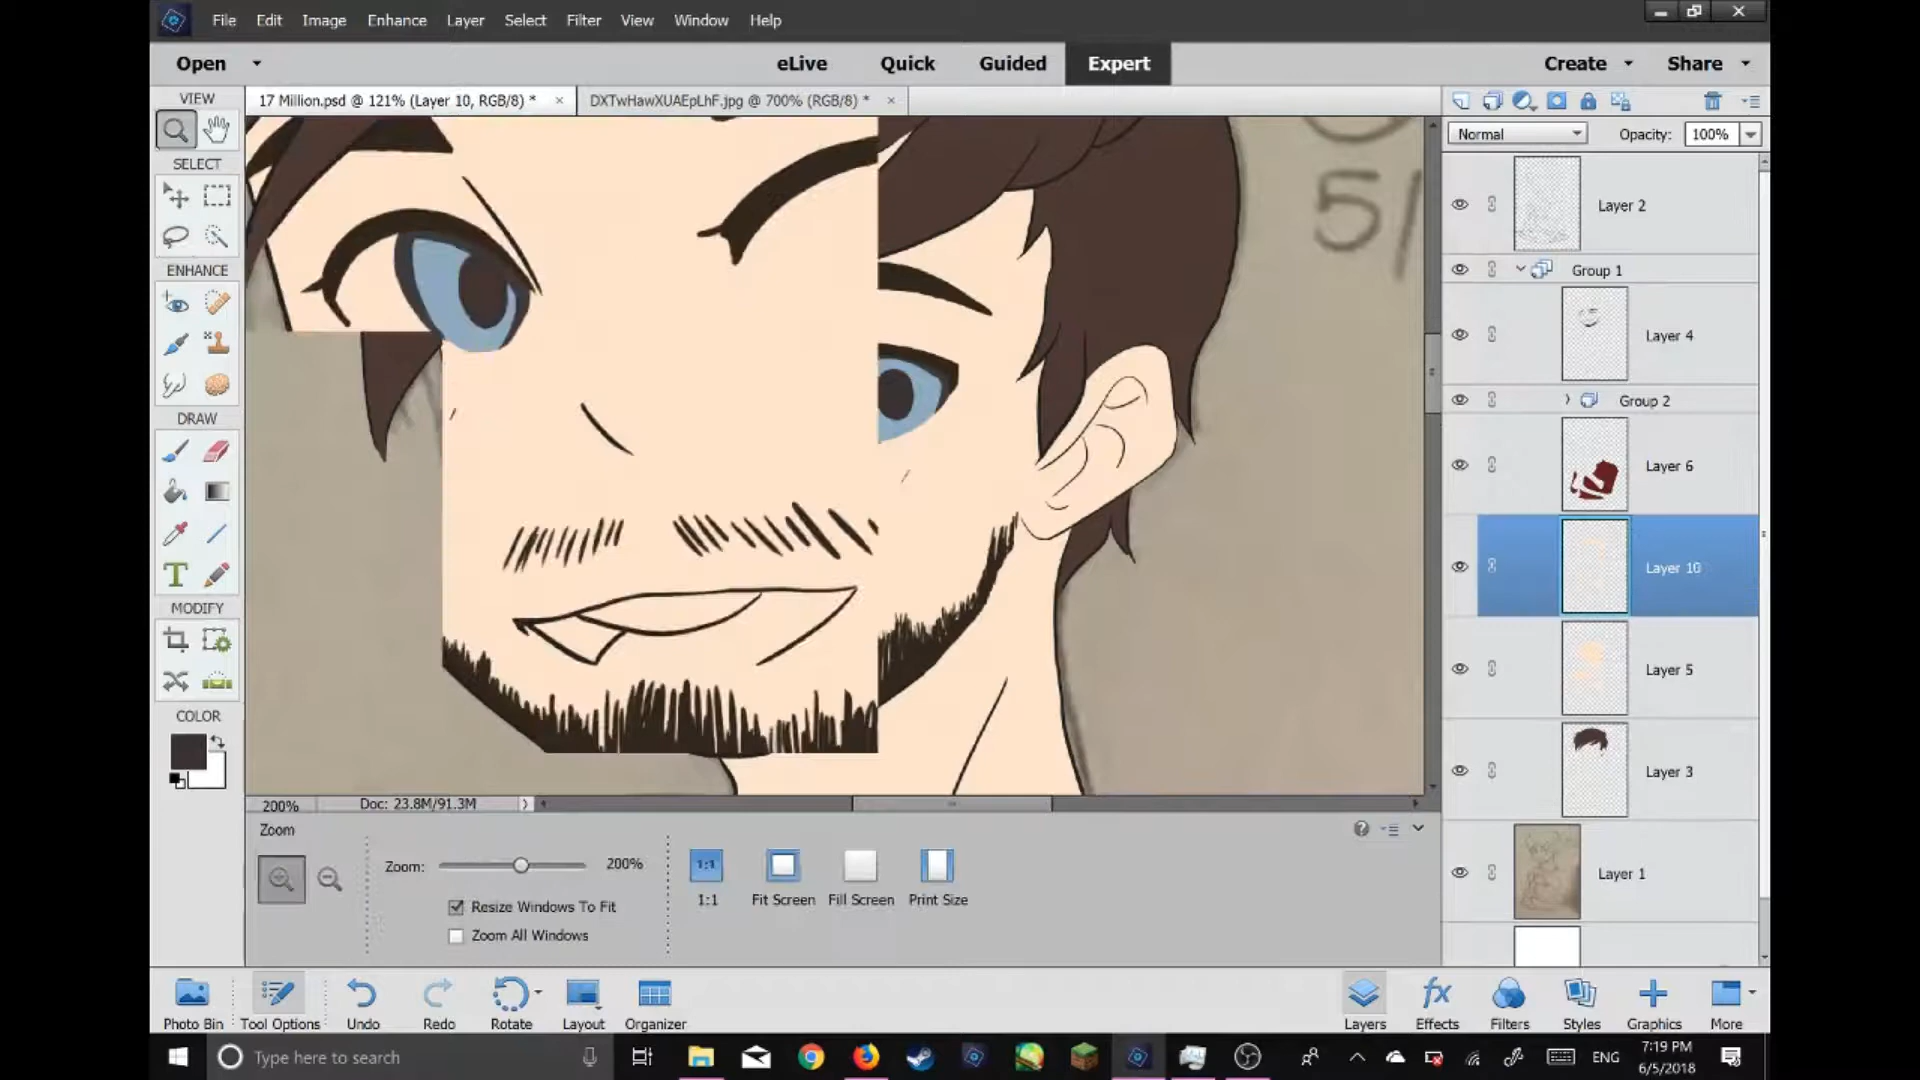 File Edit Image Enhance Layer Select Filter View Window Help
Open eLive Quick Guided Expert Create Share
VIEW
17 Million.psd @ 121% (Layer 10, RGB/8) *
DXTwHawXUAEpLhF.jpg @ 700% (RGB/8) *
Normal Opacity: 100%
SELECT
ENHANCE
DRAW
MODIFY
COLOR
5/
Layer 2
Group 1
Layer 4
Group 2
Layer 6
Layer 10
Layer 5
Layer 3
Layer 1
200% Doc: 23.8M/91.3M
Zoom
Zoom: 200%
1:1
1:1 Fit Screen Fill Screen Print Size
Resize Windows To Fit
Zoom All Windows
Photo Bin Tool Options Undo Redo Rotate Layout Organizer
fx
Layers Effects Filters Styles Graphics More
Type here to search
ENG
7:19 PM
6/5/2018